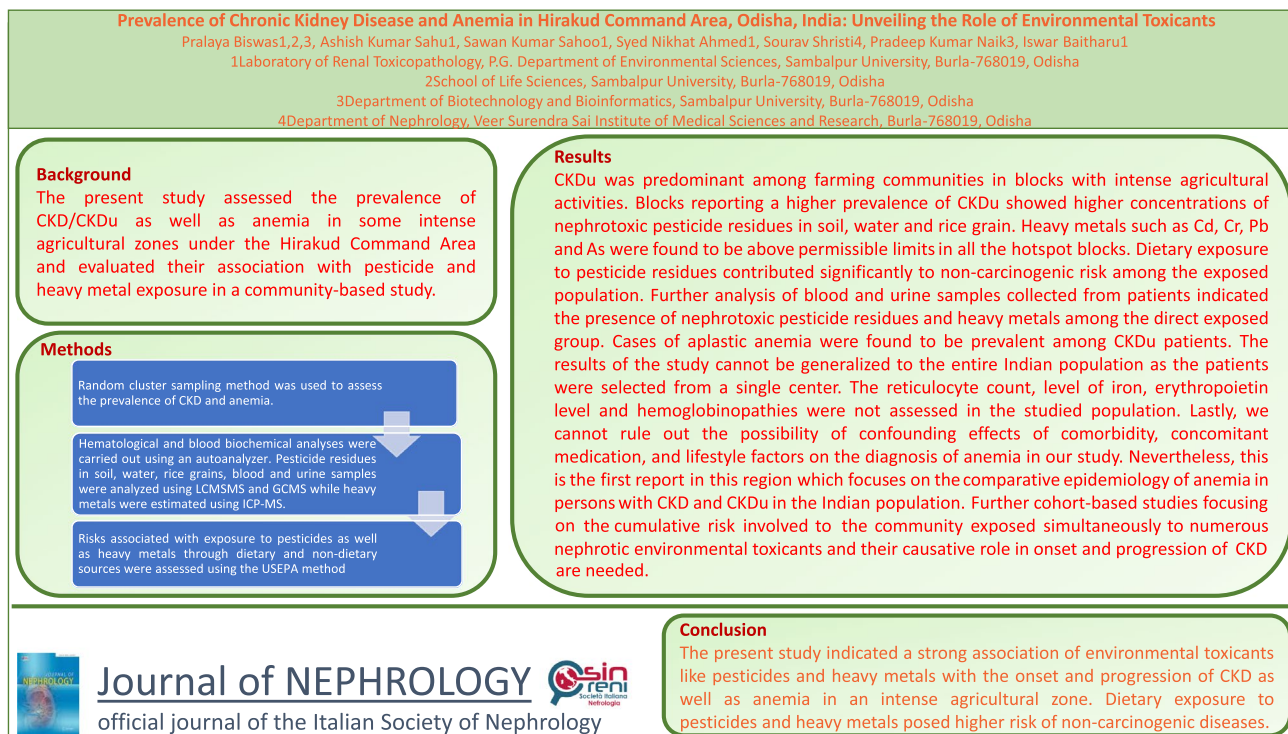 Prevalence of Chronic Kidney Disease and Anemia in Hirakud Command Area, Odisha, India: Unveiling the Role of Environmental Toxicants
Pralaya Biswas1,2,3, Ashish Kumar Sahu1, Sawan Kumar Sahoo1, Syed Nikhat Ahmed1, Sourav Shristi4, Pradeep Kumar Naik3, Iswar Baitharu1
1Laboratory of Renal Toxicopathology, P.G. Department of Environmental Sciences, Sambalpur University, Burla-768019, Odisha
2School of Life Sciences, Sambalpur University, Burla-768019, Odisha
3Department of Biotechnology and Bioinformatics, Sambalpur University, Burla-768019, Odisha
4Department of Nephrology, Veer Surendra Sai Institute of Medical Sciences and Research, Burla-768019, Odisha
Background
The present study assessed the prevalence of
CKD/CKDu as well as anemia in some intense
agricultural zones under the Hirakud Command Area
and evaluated their association with pesticide and
heavy metal exposure in a community-based study.
Methods
Random cluster sampling method was used to assess
the prevalence of CKD and anemia.
Hematological and blood biochemical analyses were
carried out using an autoanalyzer. Pesticide residues
in soil, water, rice grains, blood and urine samples
were analyzed using LCMSMS and GCMS while heavy
metals were estimated using ICP-MS.
Risks associated with exposure to pesticides as well
as heavy metals through dietary and non-dietary
sources were assessed using the USEPA method
Results
CKDu was predominant among farming communities in blocks with intense agricultural
activities. Blocks reporting a higher prevalence of CKDu showed higher concentrations of
nephrotoxic pesticide residues in soil, water and rice grain. Heavy metals such as Cd, Cr, Pb
and As were found to be above permissible limits in all the hotspot blocks. Dietary exposure
to pesticide residues contributed significantly to non-carcinogenic risk among the exposed
population. Further analysis of blood and urine samples collected from patients indicated
the presence of nephrotoxic pesticide residues and heavy metals among the direct exposed
group. Cases of aplastic anemia were found to be prevalent among CKDu patients. The
results of the study cannot be generalized to the entire Indian population as the patients
were selected from a single center. The reticulocyte count, level of iron, erythropoietin
level and hemoglobinopathies were not assessed in the studied population. Lastly, we
cannot rule out the possibility of confounding effects of comorbidity, concomitant
medication, and lifestyle factors on the diagnosis of anemia in our study. Nevertheless, this
is the first report in this region which focuses on the comparative epidemiology of anemia in
persons with CKD and CKDu in the Indian population. Further cohort-based studies focusing
on the cumulative risk involved to the community exposed simultaneously to numerous
nephrotic environmental toxicants and their causative role in onset and progression of CKD
are needed.
JOURNAL OF
NEPHROLOGY
Journal of NEPHROLOGY
official journal of the Italian Society of Nephrology
sin
reni
Società Italiana
Nefrologia
Conclusion
The present study indicated a strong association of environmental toxicants
like pesticides and heavy metals with the onset and progression of CKD as
well as anemia in an intense agricultural zone. Dietary exposure to
pesticides and heavy metals posed higher risk of non-carcinogenic diseases.